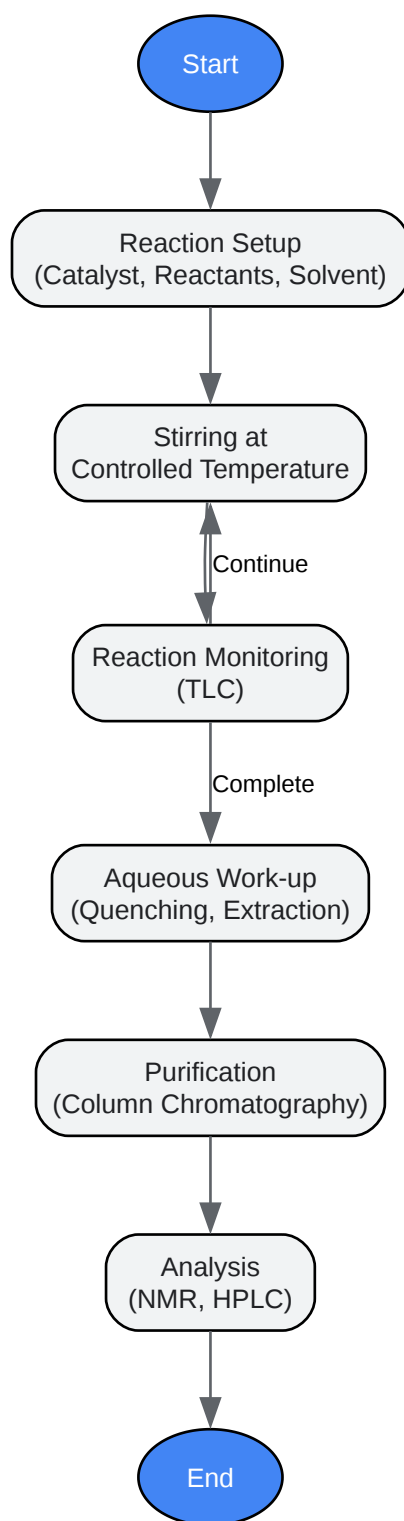 Start
Reaction Setup
(Catalyst, Reactants, Solvent)
Stirring at
Controlled Temperature
Continue
Reaction Monitoring
(TLC)
Complete
Aqueous Work-up
(Quenching, Extraction)
Purification
(Column Chromatography)
Analysis
(NMR, HPLC)
End